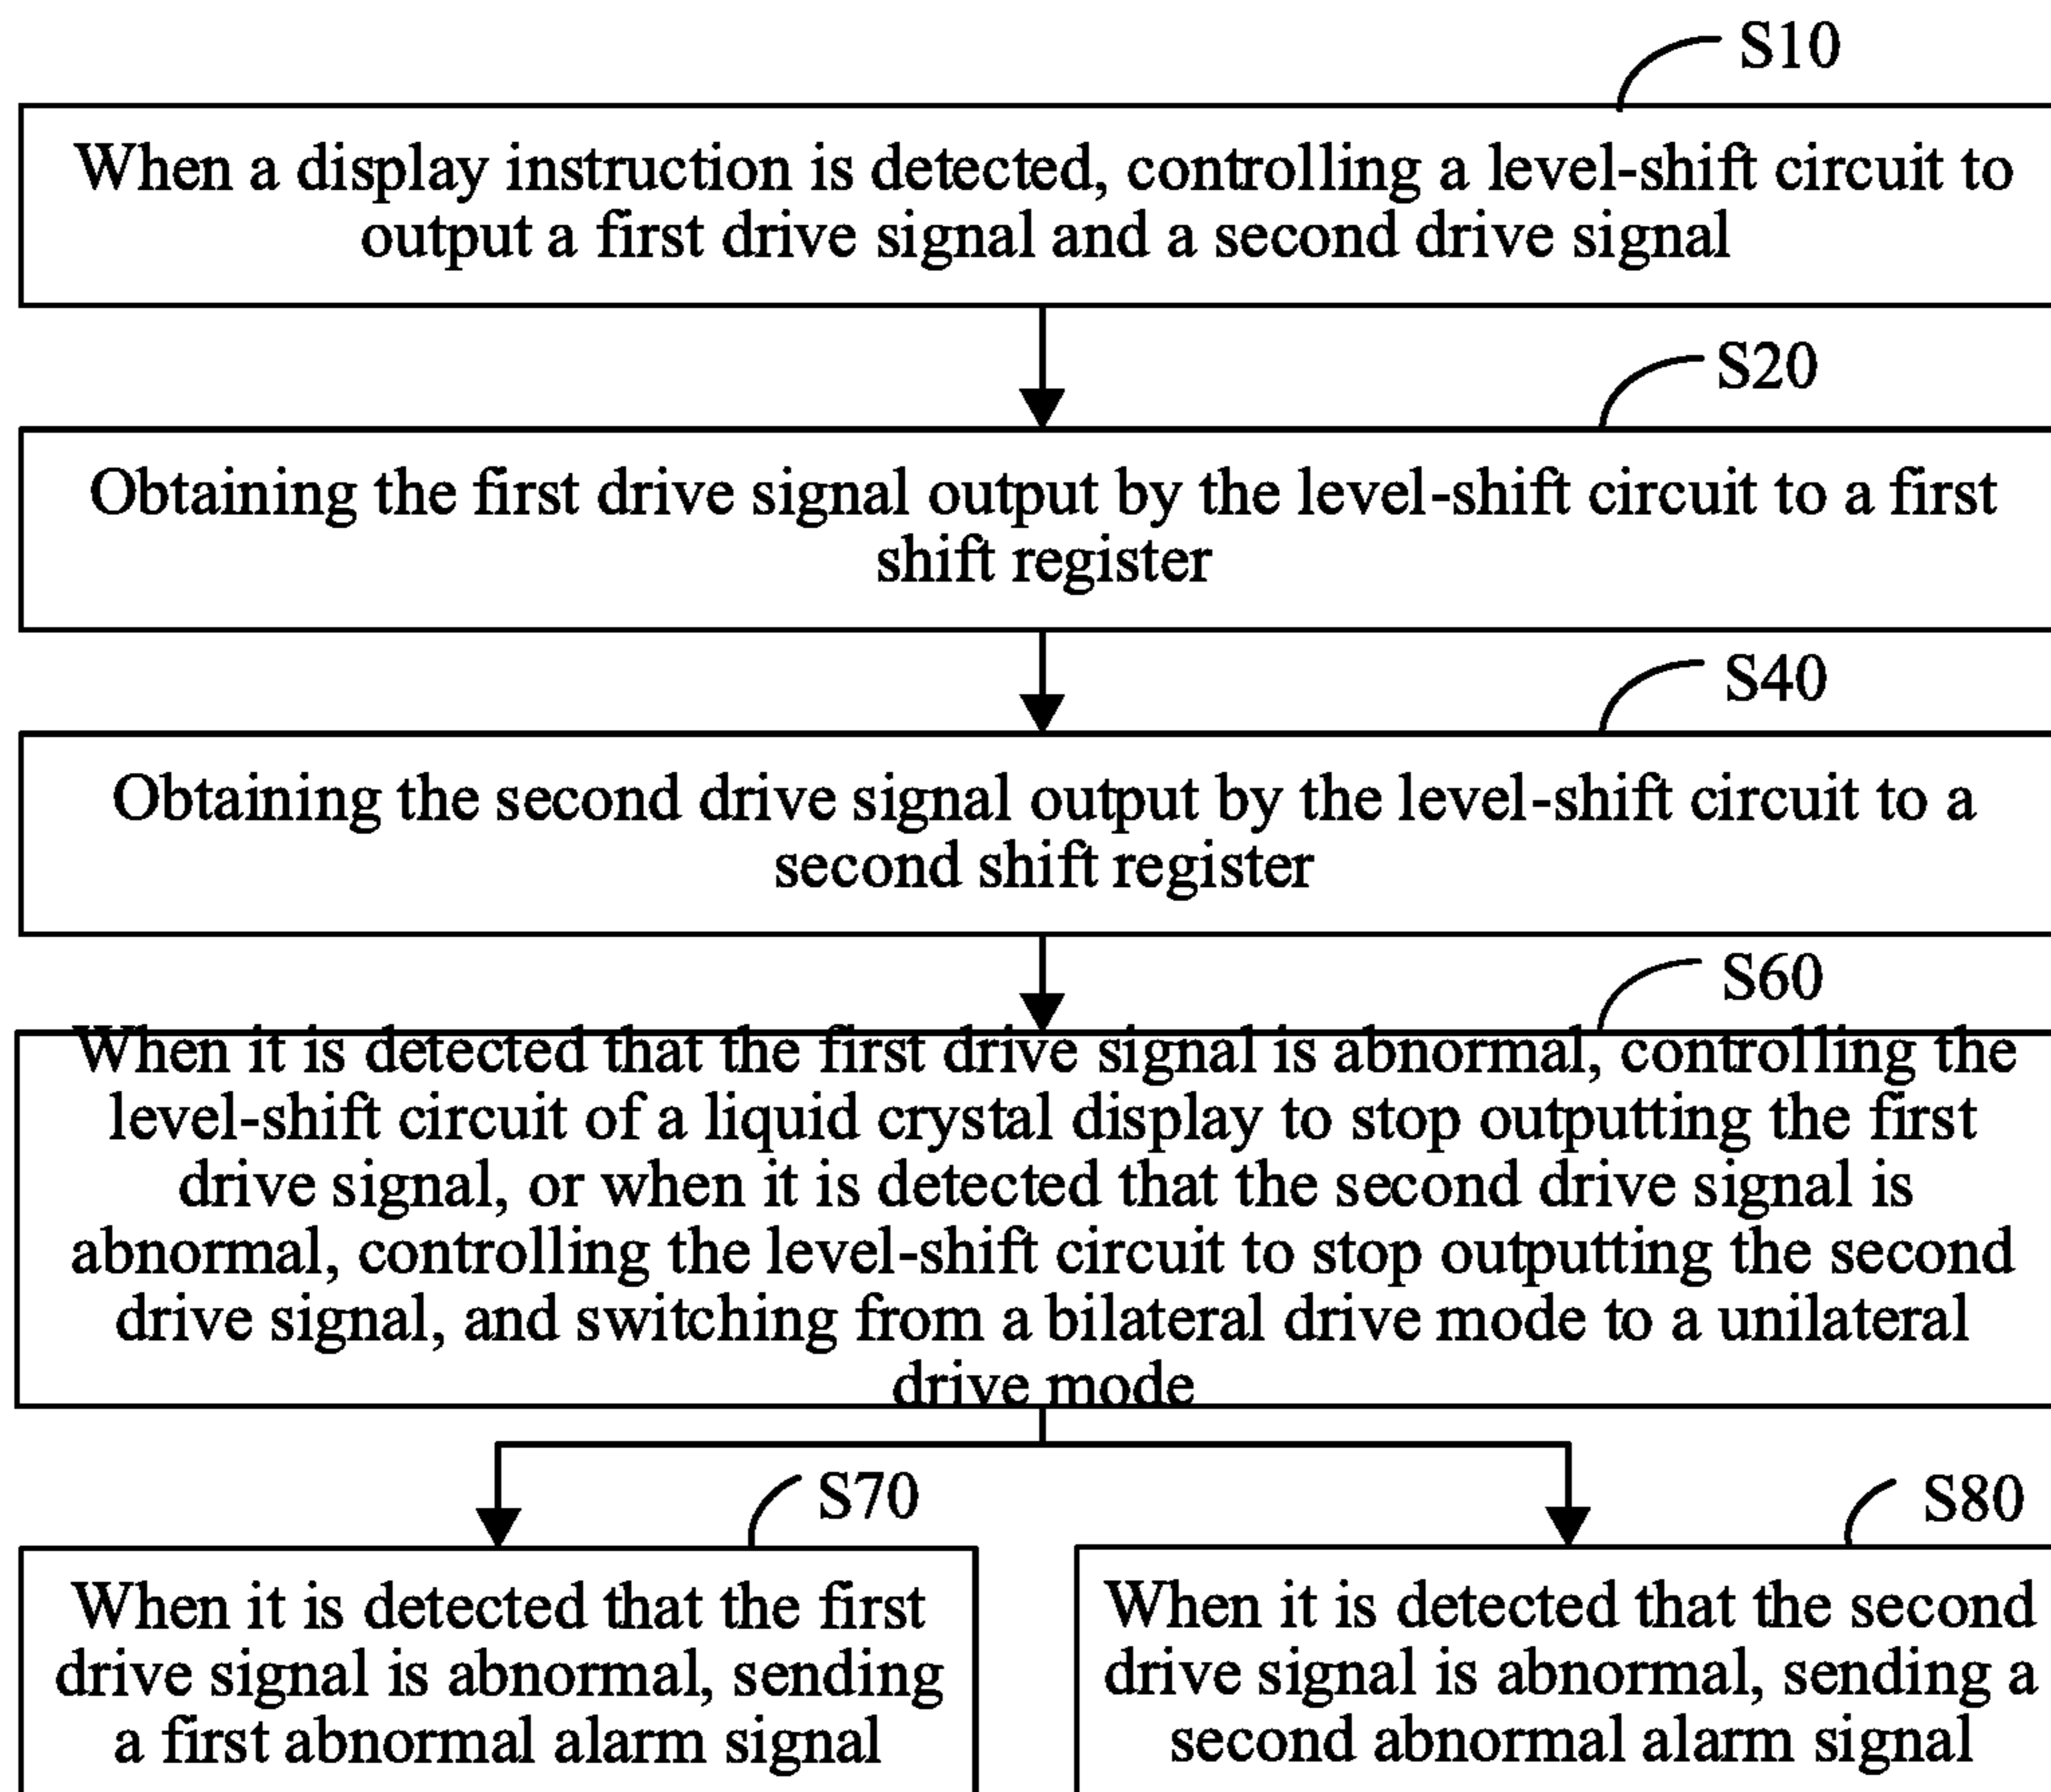 S10
When a display instruction is detected, controlling a level-shift circuit to
output a first drive signal and a second drive signal
S20
Obtaining the first drive signal output by the level-shift circuit to a first
shift register
S40
Obtaining the second drive signal output by the level-shift circuit to a
second shift register
S60
When it is detected that the first drive signal is abnormal, controlling the
level-shift circuit of a liquid crystal display to stop outputting the first
drive signal, or when it is detected that the second drive signal is
abnormal, controlling the level-shift circuit to stop outputting the second
drive signal, and switching from a bilateral drive mode to a unilateral
drive mode
S70
When it is detected that the first
drive signal is abnormal, sending
a first abnormal alarm signal
S80
When it is detected that the second
drive signal is abnormal, sending a
second abnormal alarm signal